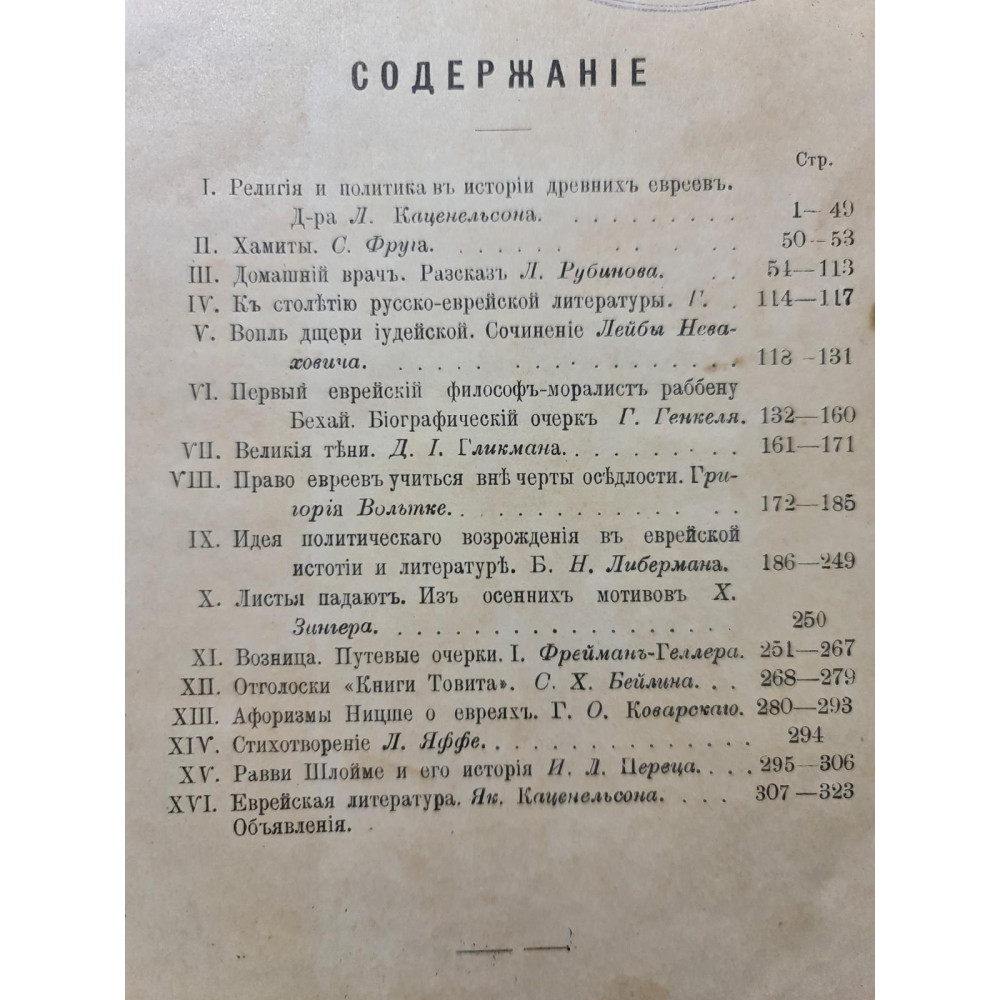 СОДЕРЖАНІЕ
Стр.
I. Религія и политика въ исторіи древнихъ евреевъ.
Д-ра Л. Каценельсона. . . . . . . . . . 1— 49
II. Хамиты. С. Фруга. . . . . . . . . . . 50—53
III. Домашній врачъ. Разсказъ Л. Рубинова. . . 54—113
IV. Къ столѣтію русско-еврейской литературы. Г. . 114—117
V. Вопль дщери іудейской. Сочиненіе Лейбы Нева-
ховича. . . . . . . . . . . . . . . . 118—131
VI. Первый еврейскій философъ-моралистъ раббену
Бехай. Біографическій очеркъ Г. Генкеля. 132—160
VII. Великія тѣни. Д. І. Гликмана. . . . . . . 161—171
VIII. Право евреевъ учиться внѣ черты осѣдлости. Гри-
горія Вольтке. . . . . . . . . . . . . 172—185
IX. Идея политическаго возрожденія въ еврейской
истотіи и литературѣ. Б. Н. Либермана. 186—249
X. Листья падаютъ. Изъ осеннихъ мотивовъ Х.
Зингера. . . . . . . . . . . . . . . . 250
XI. Возница. Путевые очерки. І. Фрейманъ-Геллера. 251—267
XII. Отголоски «Книги Товита». С. Х. Бейлина. . . 268—279
XIII. Афоризмы Ницше о евреяхъ. Г. О. Коварскаго. 280—293
XIV. Стихотвореніе Л. Яффе. . . . . . . . . . . . 294
XV. Равви Шлойме и его исторія И. Л. Переца. . . . 295—306
XVI. Еврейская литература. Як. Каценельсона. . . . 307—323
Объявленія.